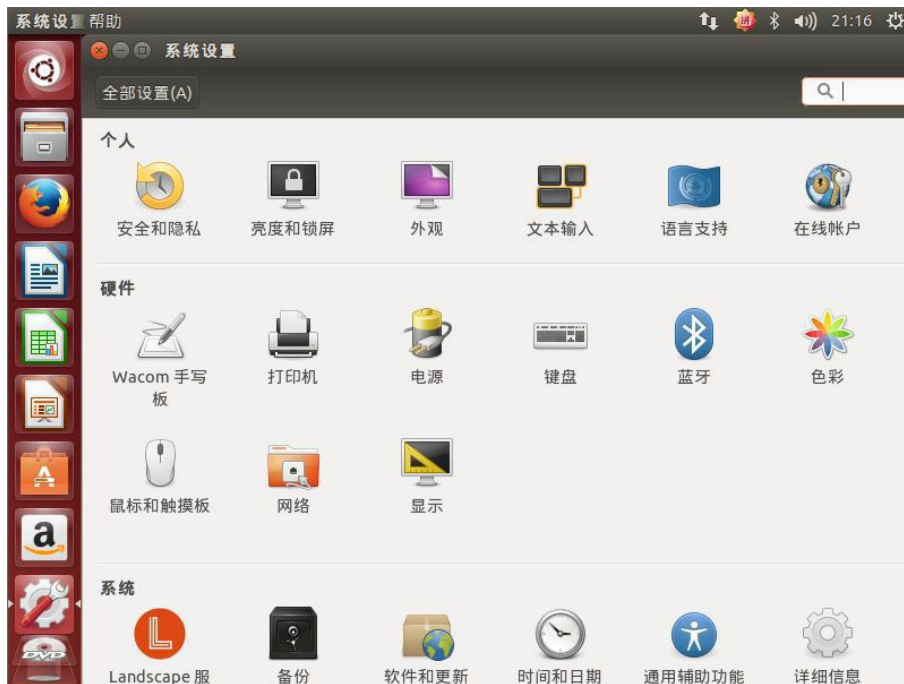 系统设置 帮助
拼
21:16
系统设置
全部设置(A)
个人
安全和隐私
亮度和锁屏
外观
文本输入
语言支持
在线帐户
硬件
Wacom 手写
板
打印机
电源
键盘
蓝牙
色彩
鼠标和触摸板
网络
显示
系统
Landscape 服
备份
软件和更新
时间和日期
通用辅助功能
详细信息
A
a
DVD
L